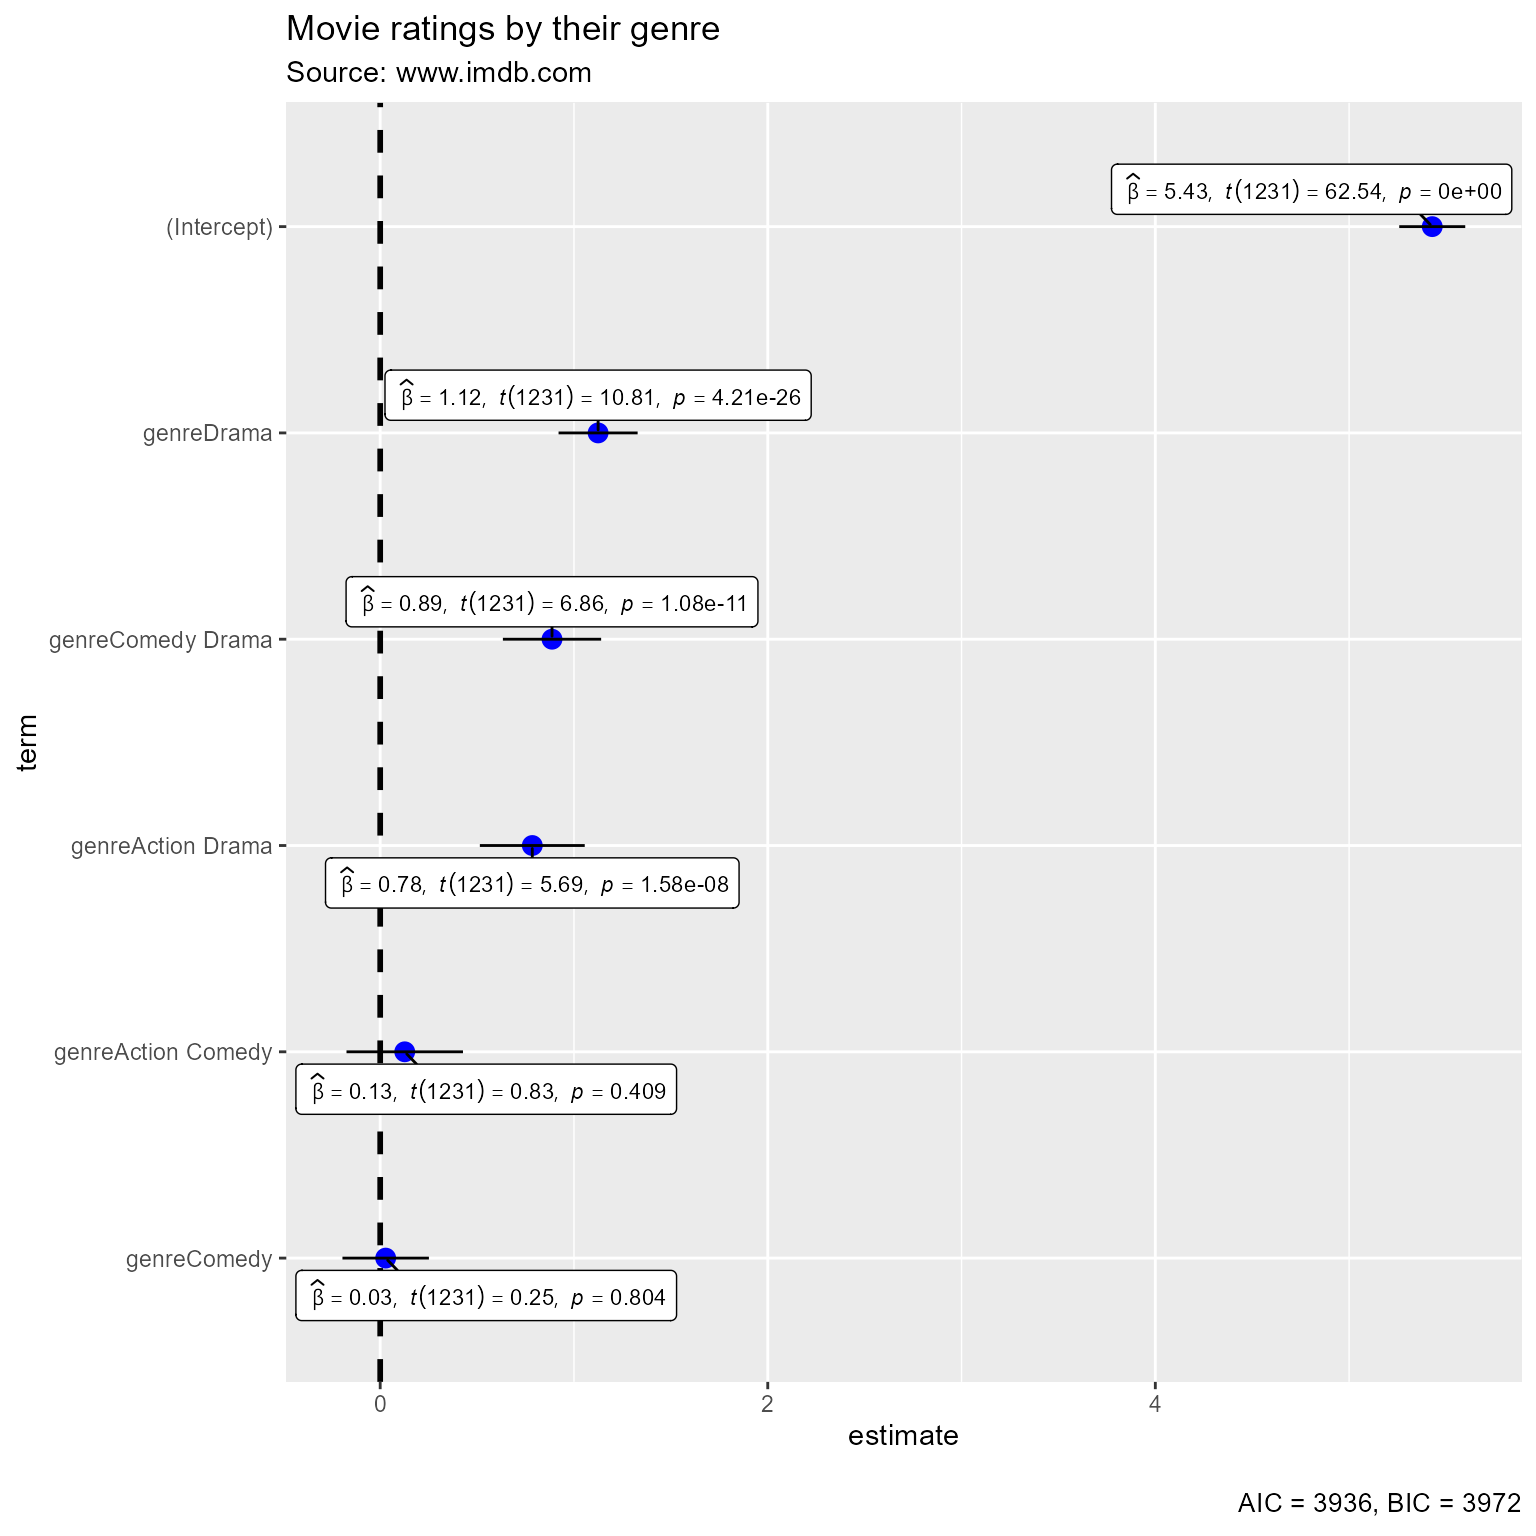 Movie ratings by their genre
Source: www.imdb.com
(Intercept)
β̂ = 5.43, t(1231) = 62.54, p = 0e+00
genreDrama
β̂ = 1.12, t(1231) = 10.81, p = 4.21e-26
genreComedy Drama
β̂ = 0.89, t(1231) = 6.86, p = 1.08e-11
term
genreAction Drama
β̂ = 0.78, t(1231) = 5.69, p = 1.58e-08
genreAction Comedy
β̂ = 0.13, t(1231) = 0.83, p = 0.409
genreComedy
β̂ = 0.03, t(1231) = 0.25, p = 0.804
0 2 4
estimate
AIC = 3936, BIC = 3972